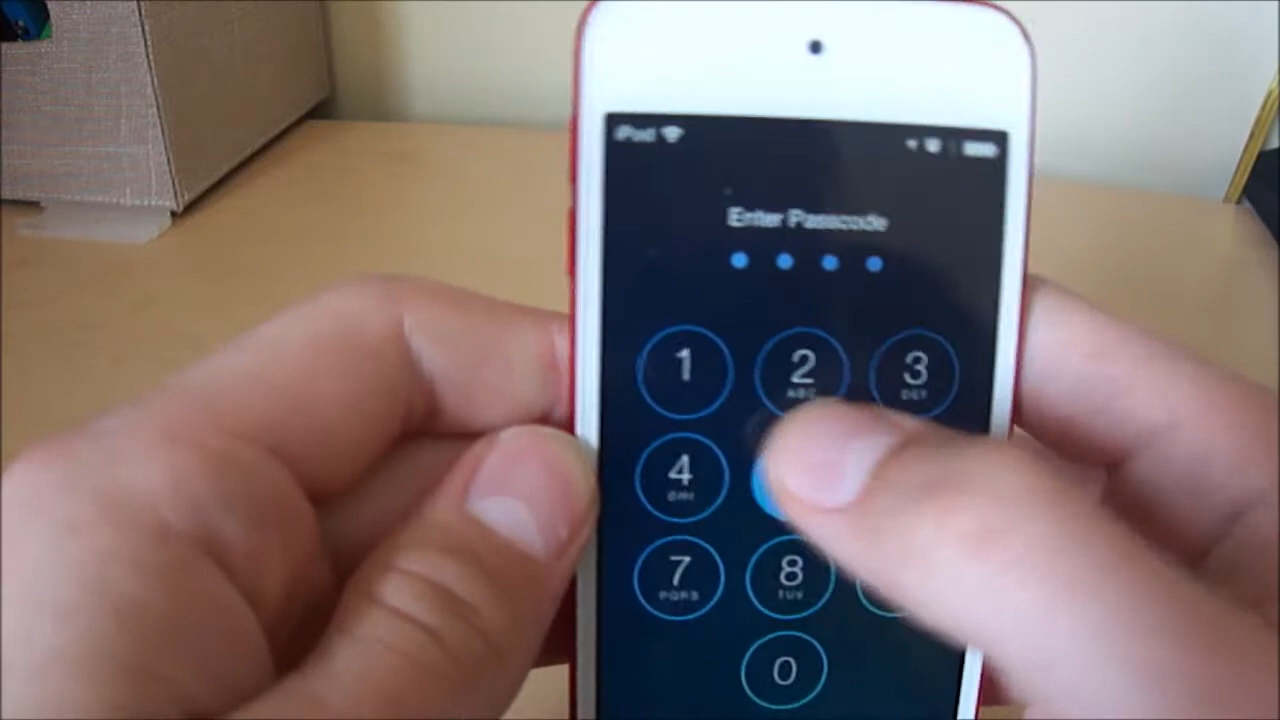 iPod
Enter Passcode
1 2 3
ABC DEF
4
GHI
7 8
PQRS TUV
0